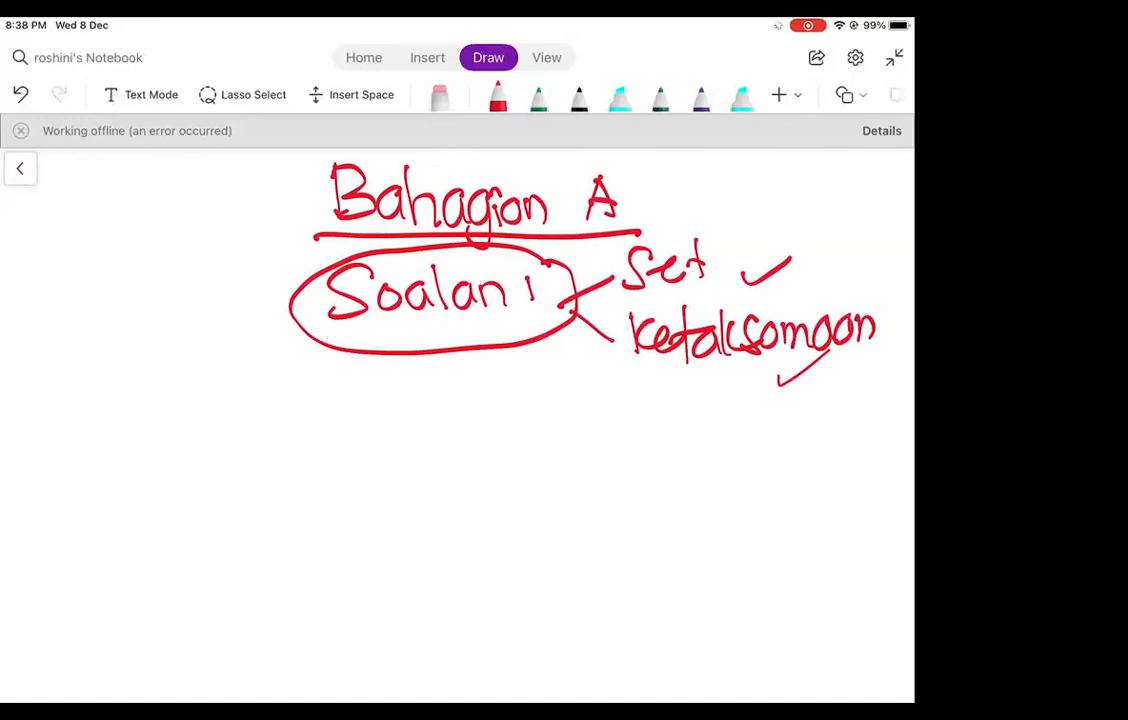 8:38 PM Wed 8 Dec 99%
roshini's Notebook Home Insert Draw View
Text Mode Lasso Select Insert Space
Working offline (an error occurred) Details
Bahagian A
Soalan 1
Set
Ketaksamaan